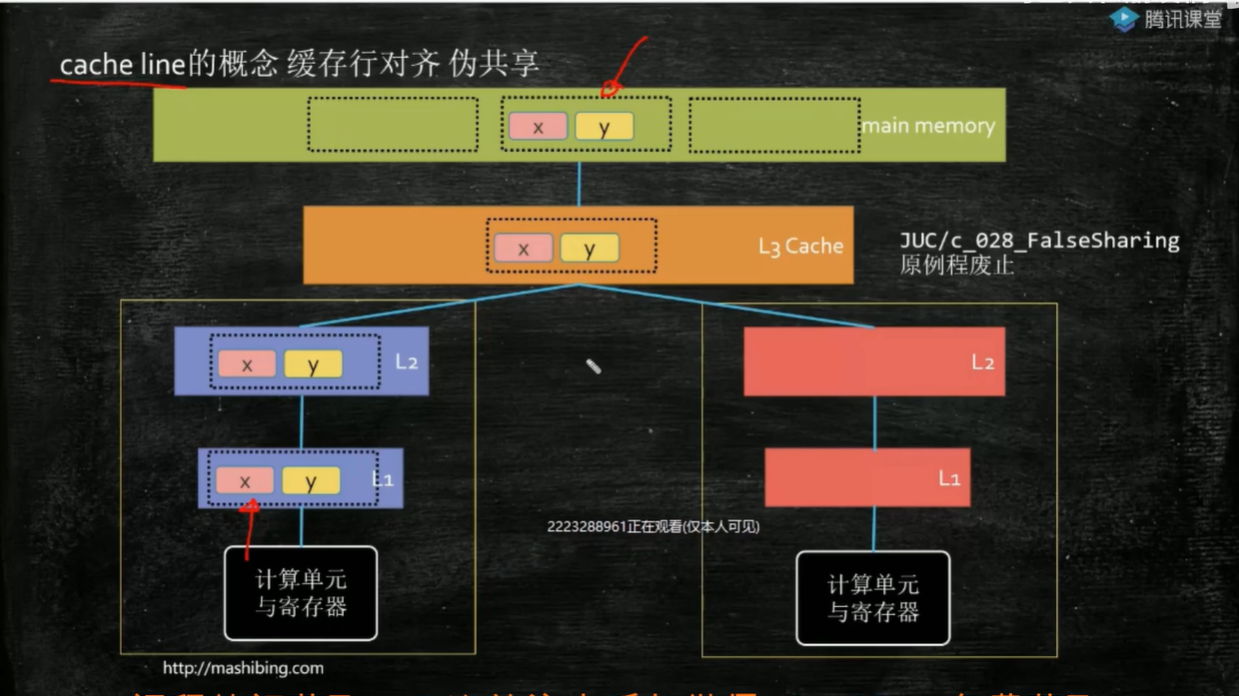 腾讯课堂
cache line的概念 缓存行对齐 伪共享
x y main memory
x y L3 Cache
JUC/c_028_FalseSharing
原例程废止
x y L2
L2
x y L1
L1
2223288961正在观看(仅本人可见)
计算单元
与寄存器
计算单元
与寄存器
http://mashibing.com